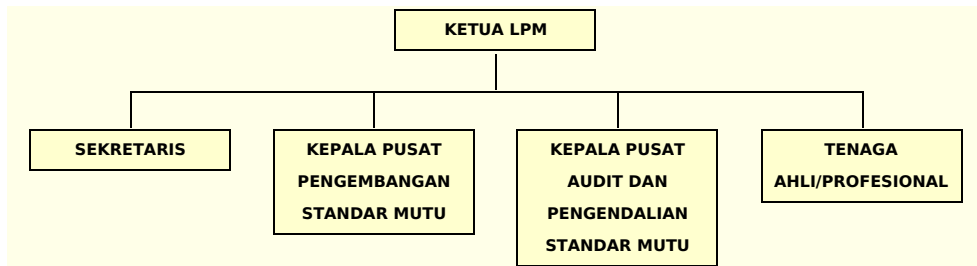 KETUA LPM
SEKRETARIS
KEPALA PUSAT
PENGEMBANGAN
STANDAR MUTU
KEPALA PUSAT
AUDIT DAN
PENGENDALIAN
STANDAR MUTU
TENAGA
AHLI/PROFESIONAL